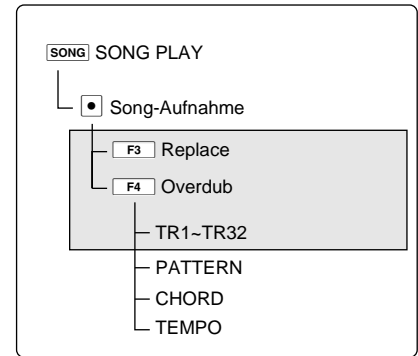 SONG SONG PLAY
Song-Aufnahme
F3 Replace
F4 Overdub
TR1~TR32
PATTERN
CHORD
TEMPO